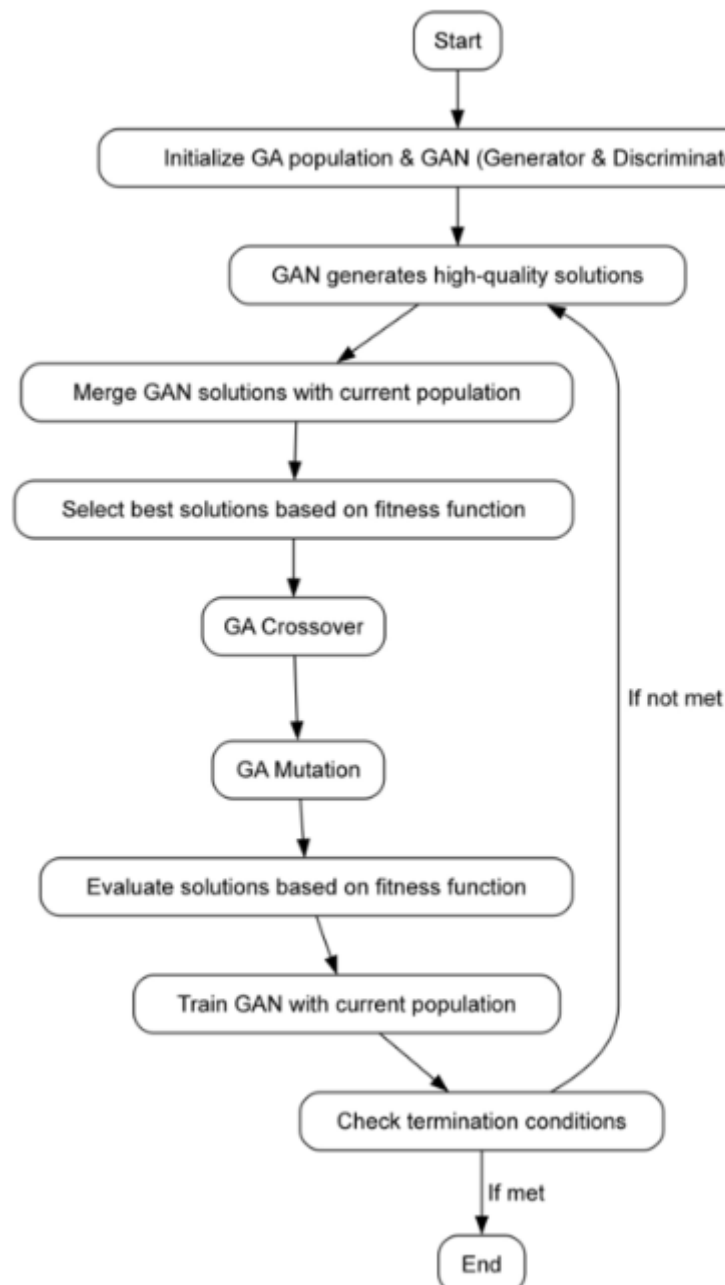 Start
Initialize GA population & GAN (Generator & Discriminat
GAN generates high-quality solutions
Merge GAN solutions with current population
Select best solutions based on fitness function
GA Crossover
If not met
GA Mutation
Evaluate solutions based on fitness function
Train GAN with current population
Check termination conditions
If met
End